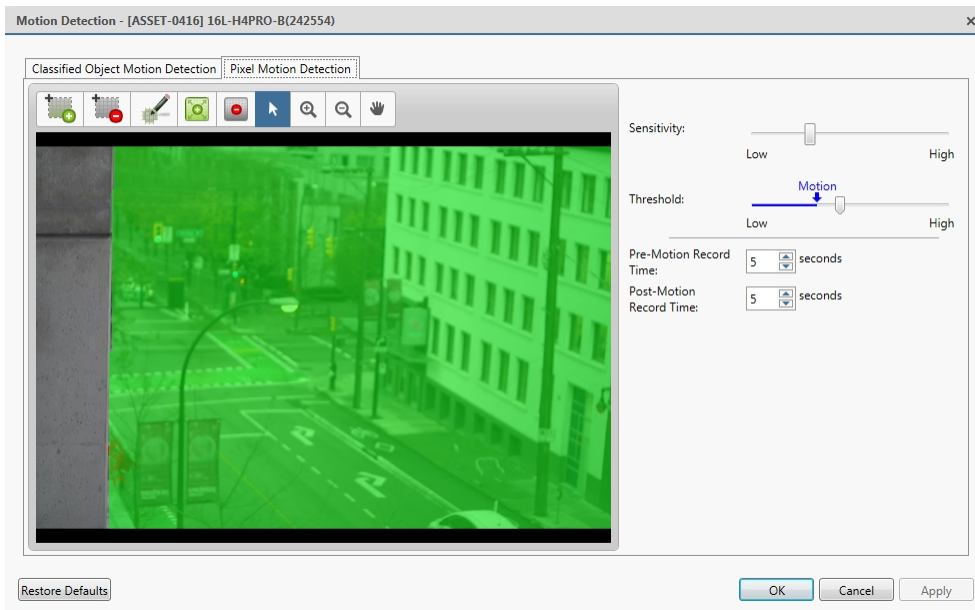 Motion Detection - [ASSET-0416] 16L-H4PRO-B(242554)
Classified Object Motion Detection
Pixel Motion Detection
Sensitivity:
Low
High
Motion
Threshold:
Low
High
Pre-Motion Record
Time:
5
seconds
Post-Motion
Record Time:
5
seconds
Restore Defaults
OK
Cancel
Apply